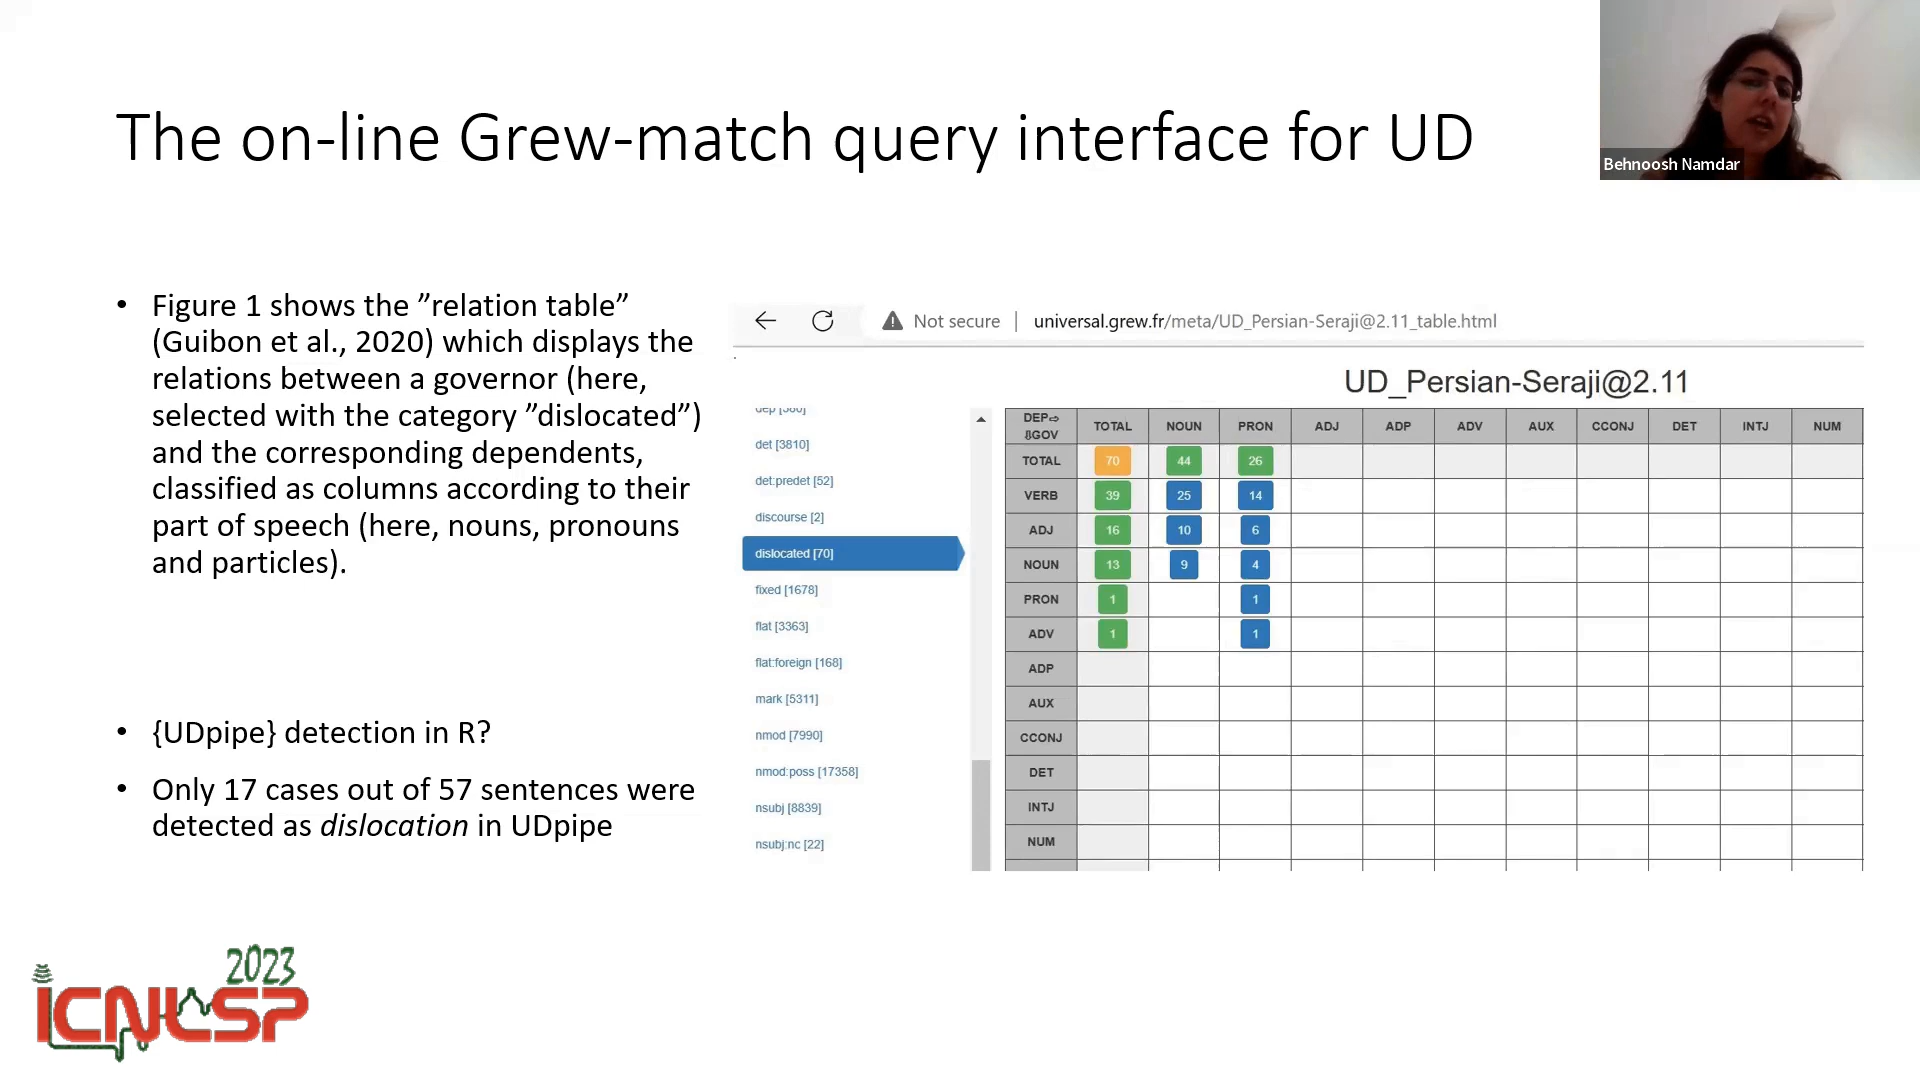 The on-line Grew-match query interface for UD
Behnoosh Namdar
• Figure 1 shows the ”relation table”
(Guibon et al., 2020) which displays the
relations between a governor (here,
selected with the category ”dislocated”)
and the corresponding dependents,
classified as columns according to their
part of speech (here, nouns, pronouns
and particles).
• {UDpipe} detection in R?
• Only 17 cases out of 57 sentences were
detected as dislocation in UDpipe
Not secure | universal.grew.fr/meta/UD_Persian-Seraji@2.11_table.html
UD_Persian-Seraji@2.11
det [3810]
det:predet [52]
discourse [2]
dislocated [70]
fixed [1678]
flat [3363]
flat:foreign [168]
mark [5311]
nmod [7990]
nmod:poss [17358]
nsubj [8839]
nsubj:nc [22]
DEP⇨
⇩GOV TOTAL NOUN PRON ADJ ADP ADV AUX CCONJ DET INTJ NUM
TOTAL 70 44 26
VERB 39 25 14
ADJ 16 10 6
NOUN 13 9 4
PRON 1 1
ADV 1 1
ADP
AUX
CCONJ
DET
INTJ
NUM
2023
iCNLSP